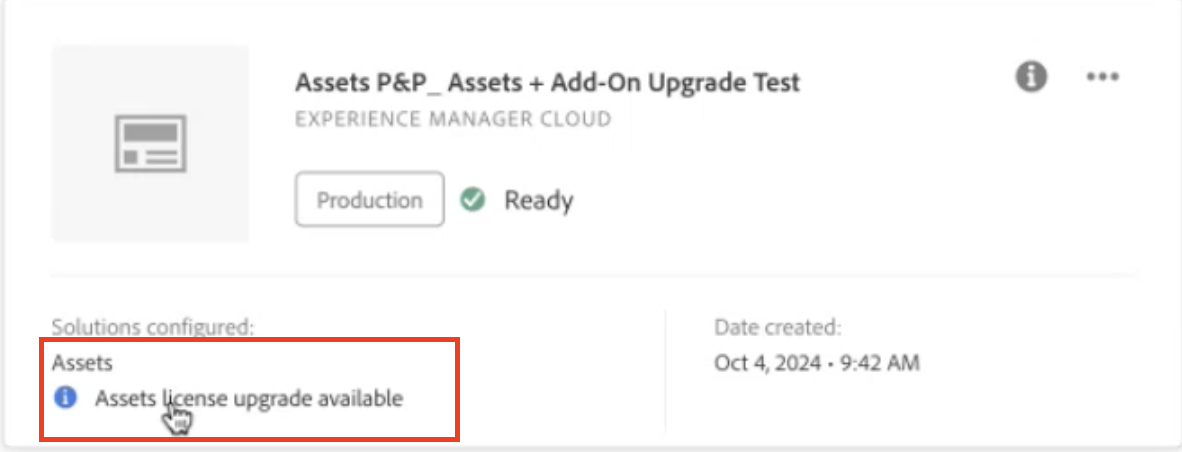 Assets P&P_ Assets + Add-On Upgrade Test
EXPERIENCE MANAGER CLOUD
Production
Ready
Solutions configured:
Assets
Assets license upgrade available
Date created:
Oct 4, 2024 • 9:42 AM